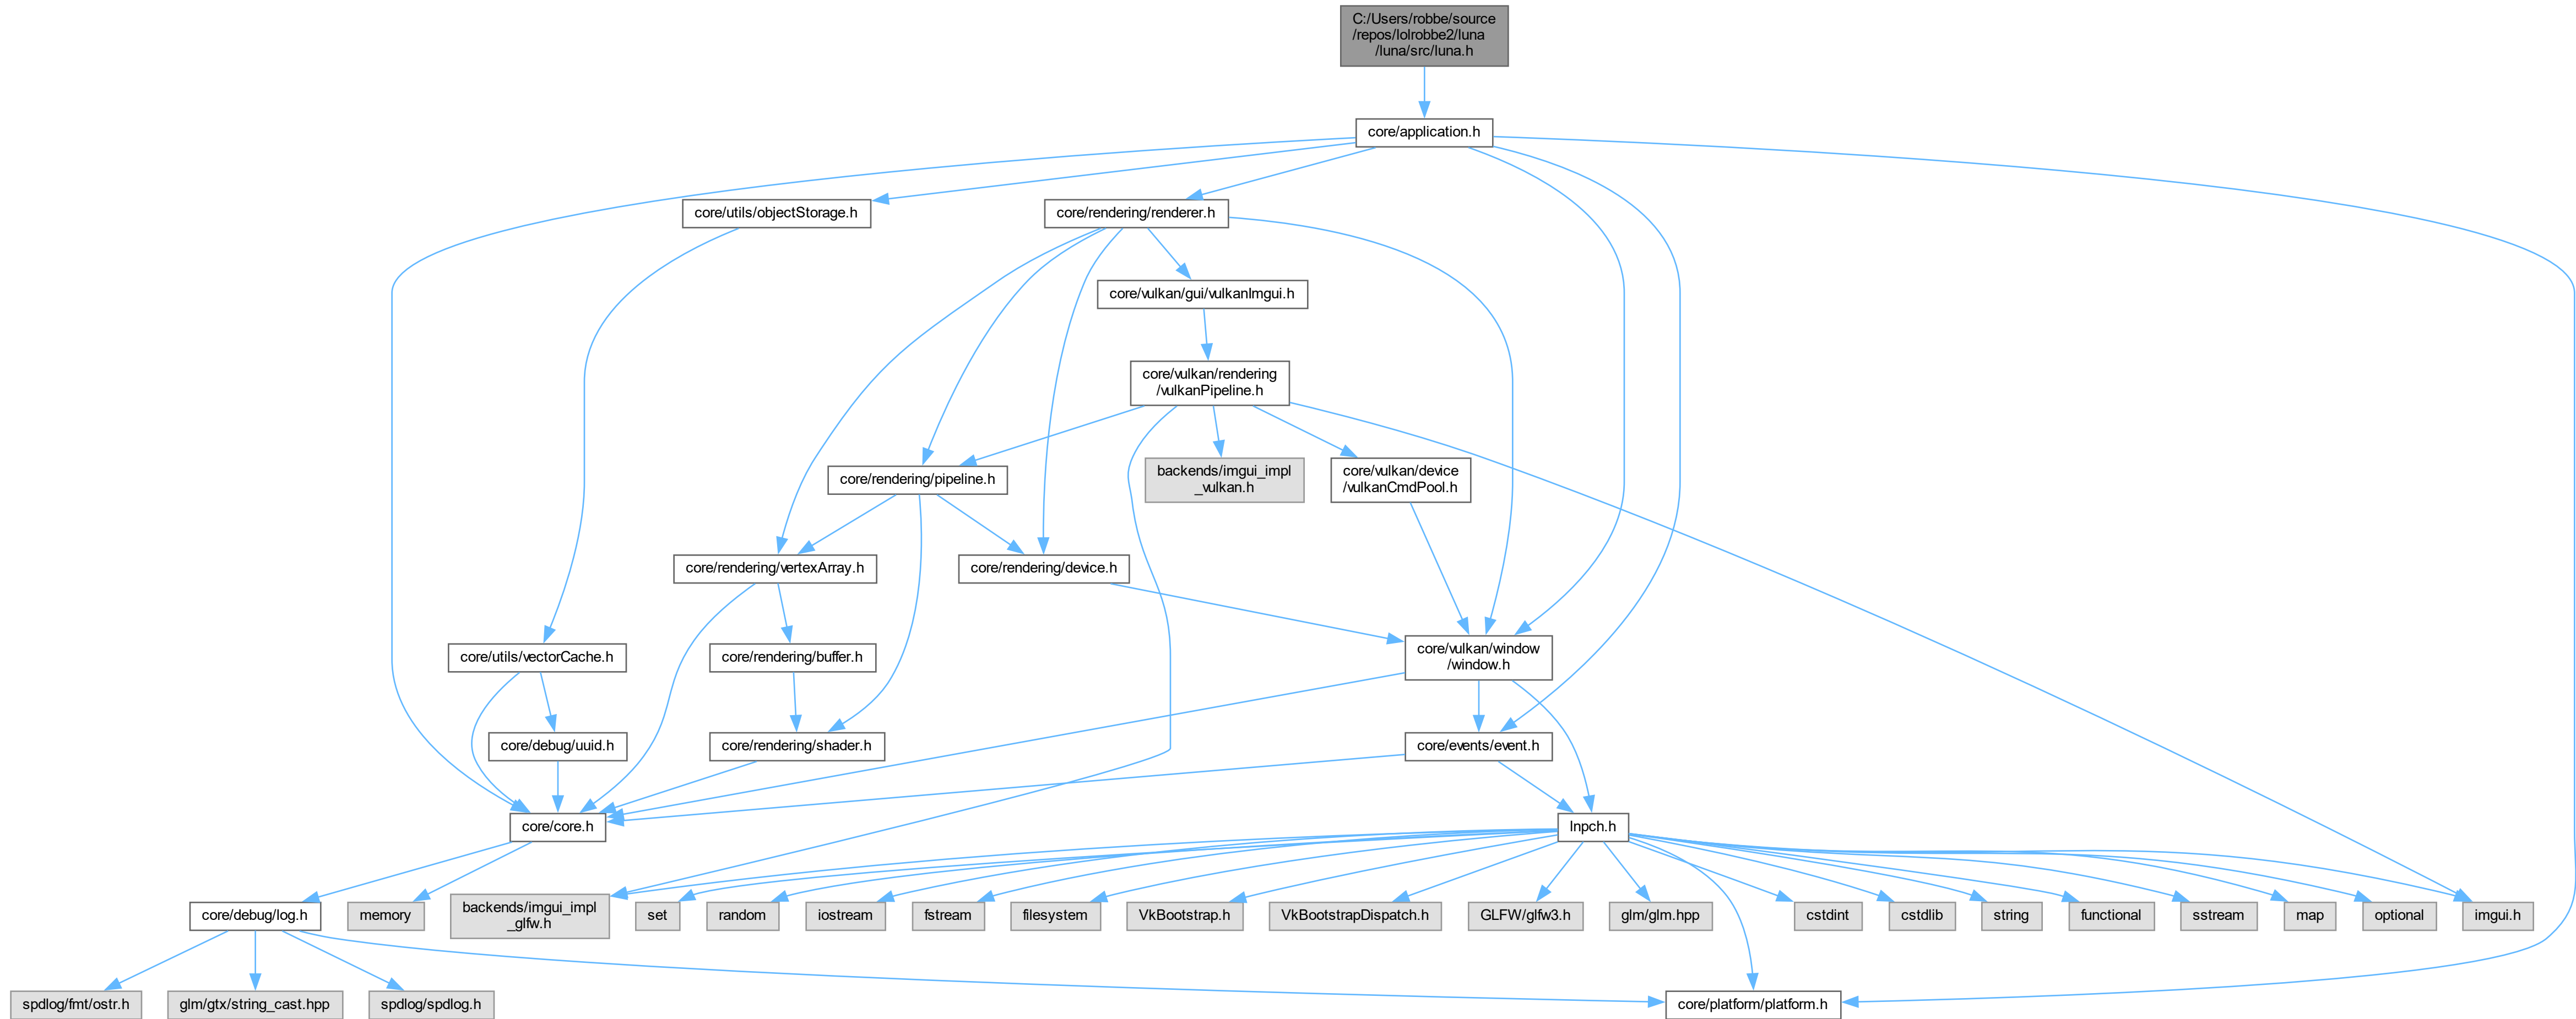 C:/Users/robbe/source
/repos/lolrobbe2/luna
/luna/src/luna.h
core/application.h
core/utils/objectStorage.h
core/rendering/renderer.h
core/vulkan/gui/vulkanImgui.h
core/vulkan/rendering
/vulkanPipeline.h
core/rendering/pipeline.h
backends/imgui_impl
_vulkan.h
core/vulkan/device
/vulkanCmdPool.h
core/rendering/vertexArray.h
core/rendering/device.h
core/utils/vectorCache.h
core/rendering/buffer.h
core/vulkan/window
/window.h
core/debug/uuid.h
core/rendering/shader.h
core/events/event.h
core/core.h
lnpch.h
core/debug/log.h
memory
backends/imgui_impl
_glfw.h
set
random
iostream
fstream
filesystem
VkBootstrap.h
VkBootstrapDispatch.h
GLFW/glfw3.h
glm/glm.hpp
cstdint
cstdlib
string
functional
sstream
map
optional
imgui.h
spdlog/fmt/ostr.h
glm/gtx/string_cast.hpp
spdlog/spdlog.h
core/platform/platform.h